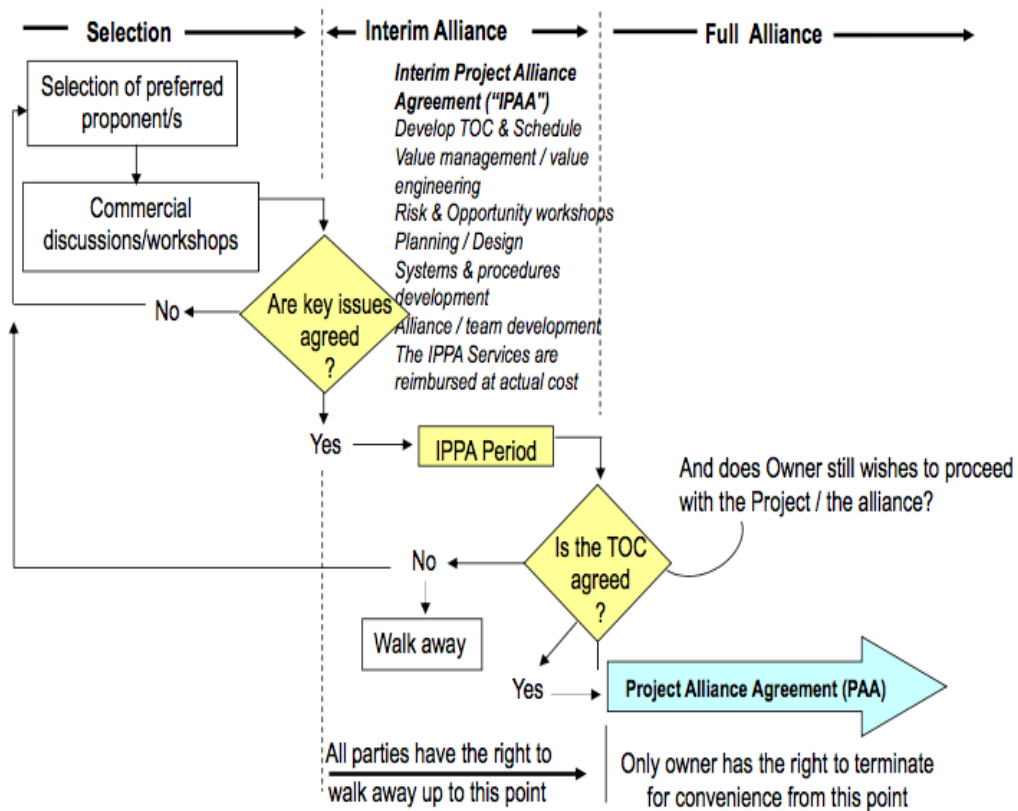 Selection
Interim Alliance
Full Alliance
Selection of preferred
proponent/s
Commercial
discussions/workshops
Interim Project Alliance
Agreement (“IPAA")
Develop TOC & Schedule
Value management / value
engineering
Risk & Opportunity workshops
Planning / Design
Systems & procedures
development
Alliance / team development
The IPPA Services are
reimbursed at actual cost
Are key issues
agreed
?
No
Yes
IPPA Period
And does Owner still wishes to proceed
with the Project / the alliance?
Is the TOC
agreed
?
No
Walk away
Yes
Project Alliance Agreement (PAA)
All parties have the right to
walk away up to this point
Only owner has the right to terminate
for convenience from this point